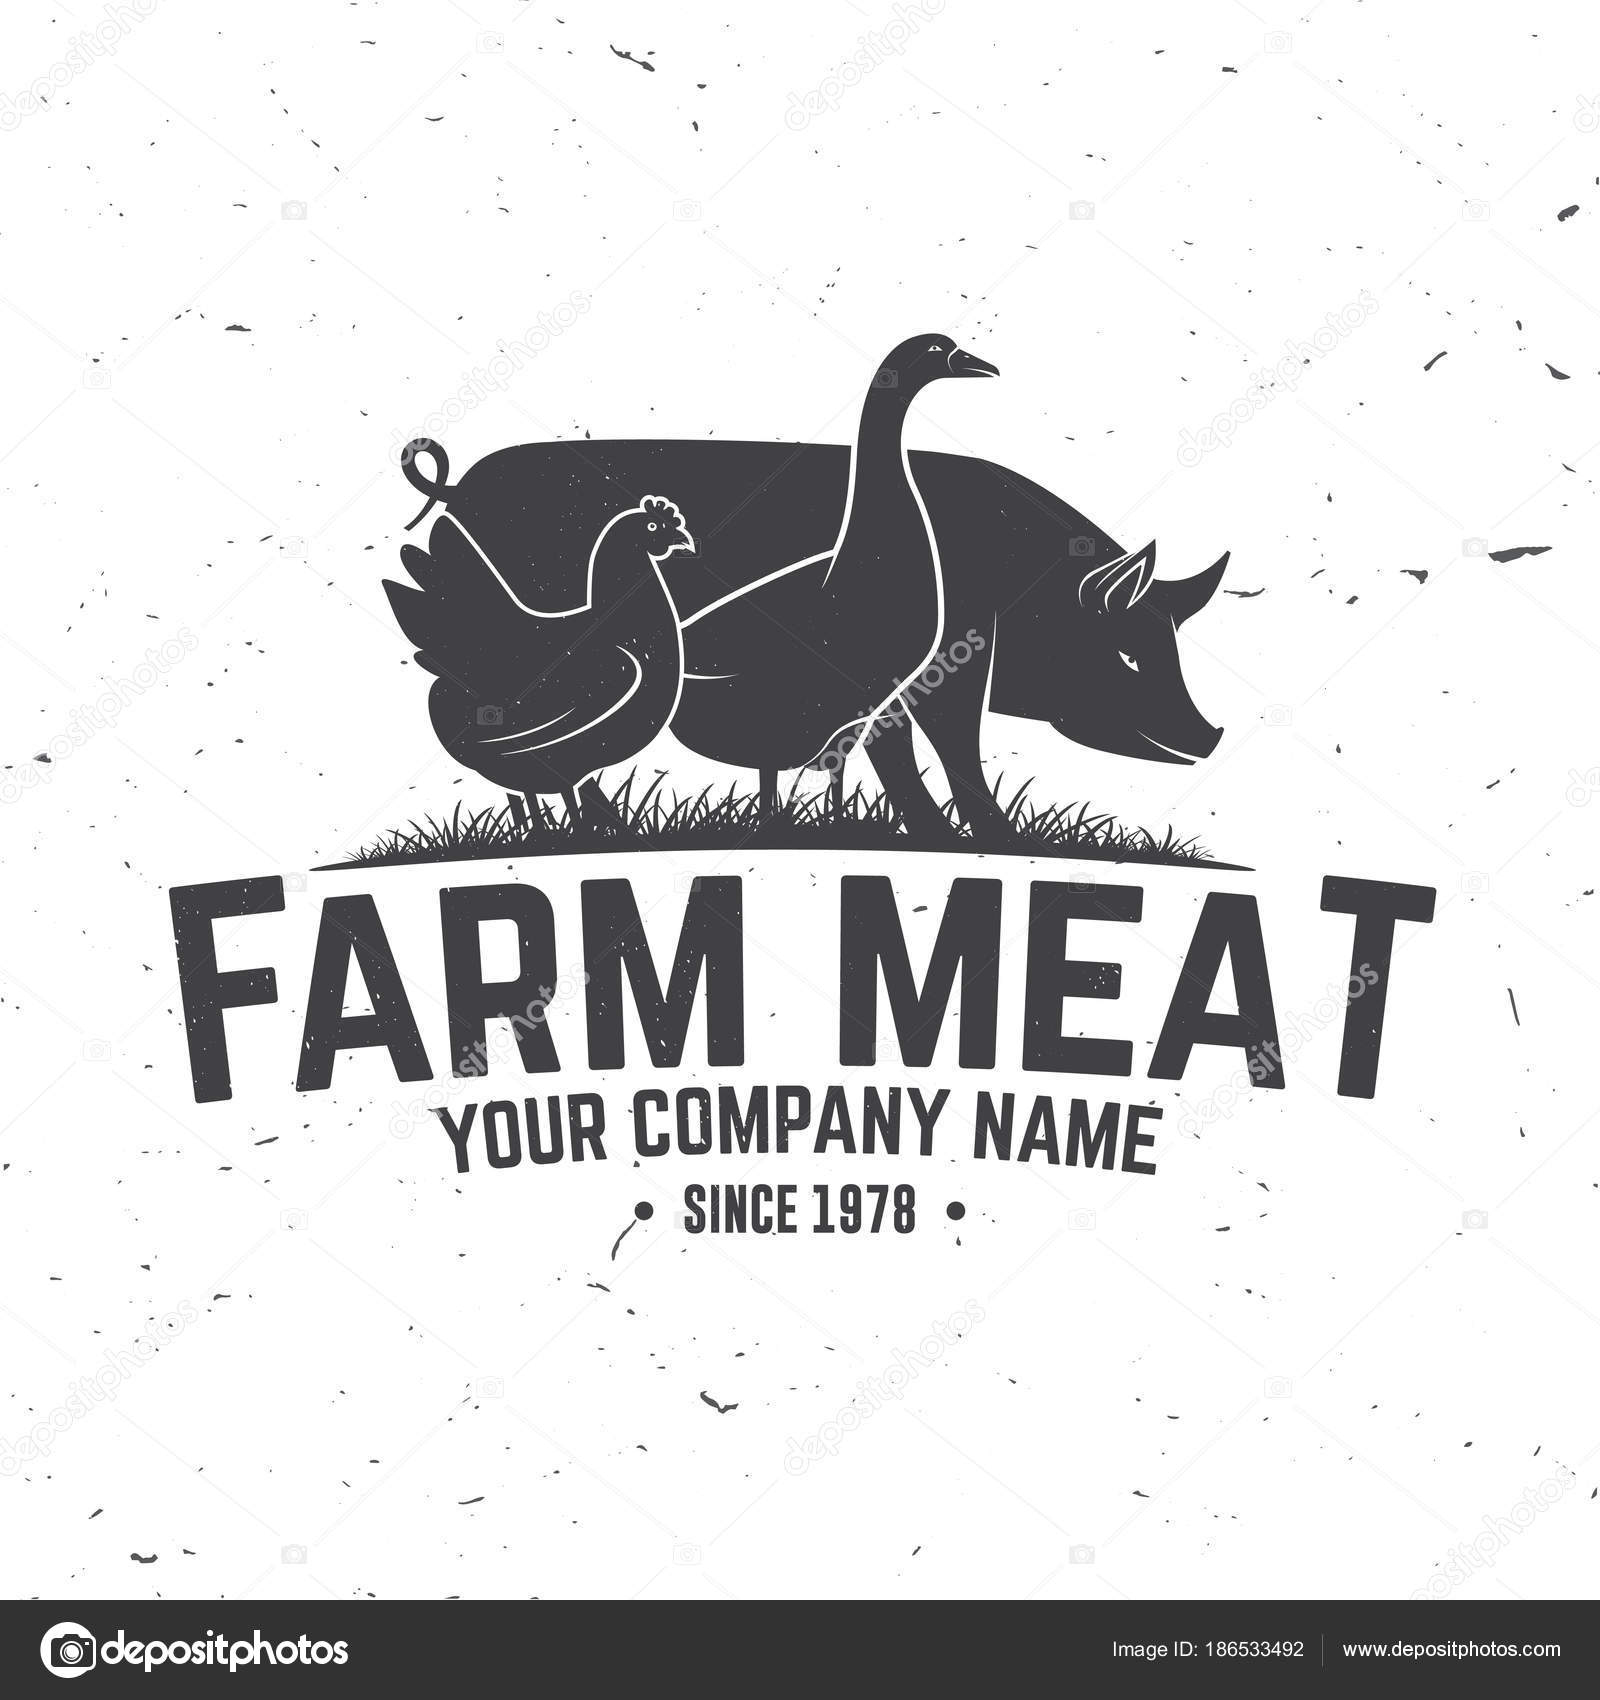 FARM MEAT
YOUR COMPANY NAME
• SINCE 1978 •
depositphotos
Image ID: 186533492
www.depositphotos.com